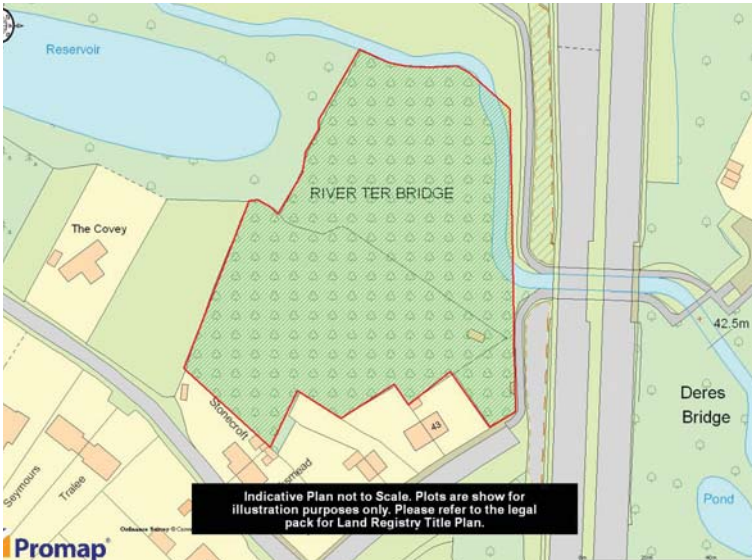 Reservoir
RIVER TER BRIDGE
The Covey
42.5m
Deres
Bridge
Stonecroft
43
Seymours
Tralee
Pond
Indicative Plan not to Scale. Plots are show for
illustration purposes only. Please refer to the legal
pack for Land Registry Title Plan.
Promap®